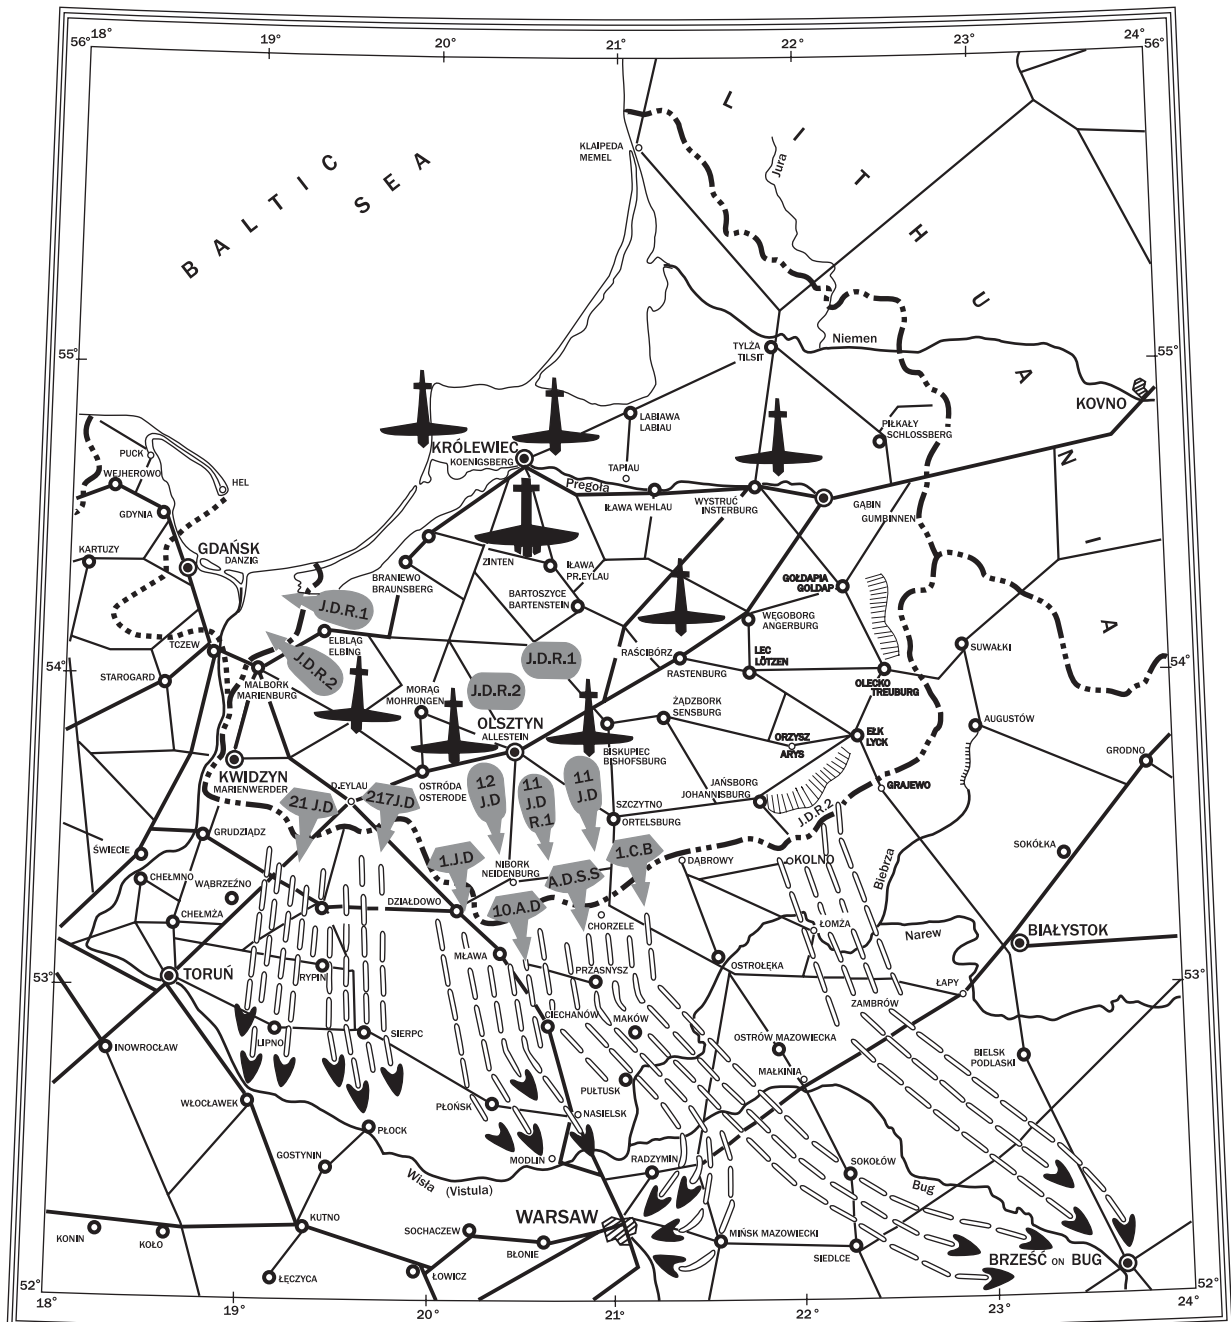 18°
19°
20°
21°
22°
23°
24°
56°
56°
BALTIC
SEA
LITHUANIA
KLAIPEDA
MEMEL
Jura
55°
55°
Niemen
TYLŻA
TILSIT
KOVNO
LABIAWA
LABIAU
PIŁKAŁY
SCHLOSSBERG
KRÓLEWIEC
KOENIGSBERG
TAPIAU
Pregoła
IŁAWA WEHLAU
WYSTRUĆ
INSTERBURG
GĄBIN
GUMBINNEN
PUCK
WEJHEROWO
HEL
GDYNIA
KARTUZY
GDAŃSK
DANZIG
ZINTEN
IŁAWA
PR.EYLAU
BRANIEWO
BRAUNSBERG
BARTOSZYCE
BARTENSTEIN
GOŁDAPIA
GOLDAP
J.D.R.1
WĘGOBORG
ANGERBURG
ELBLĄG
ELBING
TCZEW
J.D.R.2
J.D.R.1
RAŚCIBÓRZ
RASTENBURG
LEC
LÖTZEN
SUWAŁKI
54°
54°
STAROGARD
MALBORK
MARIENBURG
OLECKO
TREUBURG
MORĄG
MOHRUNGEN
J.D.R.2
ŻĄDZBORK
SENSBURG
AUGUSTÓW
OLSZTYN
ALLESTEIN
ORZYSZ
ARYS
EŁK
LYCK
BISKUPIEC
BISHOFSBURG
GRODNO
KWIDZYN
MARIENWERDER
D.EYLAU
OSTRÓDA
OSTERODE
12
J.D
11
J.D
R.1
11
J.D
JAŃSBORG
JOHANNISBURG
GRAJEWO
21 J.D
217J.D
SZCZYTNO
ORTELSBURG
J.D.R.2
GRUDZIĄDZ
ŚWIECIE
1.J.D
NIBORK
NEIDENBURG
1.C.B
DĄBROWY
KOLNO
SOKÓŁKA
Biebrza
CHEŁMNO
WĄBRZEŹNO
A.D.S.S
DZIAŁDOWO
10.A.D
CHEŁMŻA
CHORZELE
ŁOMŻA
Narew
BIAŁYSTOK
MŁAWA
OSTROŁĘKA
53°
53°
TORUŃ
RYPIN
PRZASNYSZ
ŁAPY
ZAMBRÓW
CIECHANÓW
MAKÓW
LIPNO
SIERPC
INOWROCŁAW
OSTRÓW MAZOWIECKA
BIELSK
PODLASKI
MAŁKINIA
PUŁTUSK
WŁOCŁAWEK
PŁOŃSK
NASIELSK
PŁOCK
GOSTYNIN
MODLIN
RADZYMIN
SOKOŁÓW
Wisła
(Vistula)
Bug
WARSAW
KUTNO
SOCHACZEW
KONIN
KOŁO
BŁONIE
MIŃSK MAZOWIECKI
SIEDLCE
BRZEŚĆ ON BUG
ŁĘCZYCA
ŁOWICZ
52°
52°
18°
19°
20°
21°
22°
23°
24°